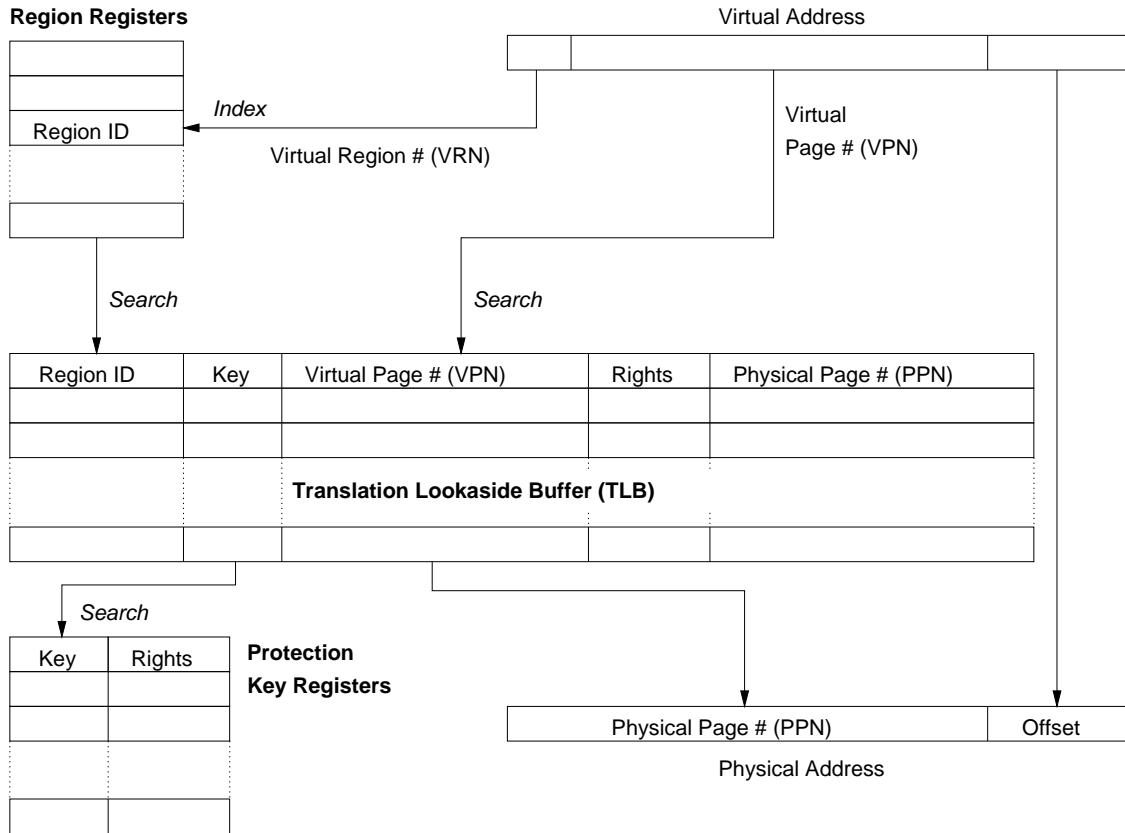 Region Registers
Virtual Address
Index
Region ID
Virtual Region # (VRN)
Virtual
Page # (VPN)
Search
Search
Region ID
Key
Virtual Page # (VPN)
Rights
Physical Page # (PPN)
Translation Lookaside Buffer (TLB)
Search
Key
Rights
Protection
Key Registers
Physical Page # (PPN)
Offset
Physical Address